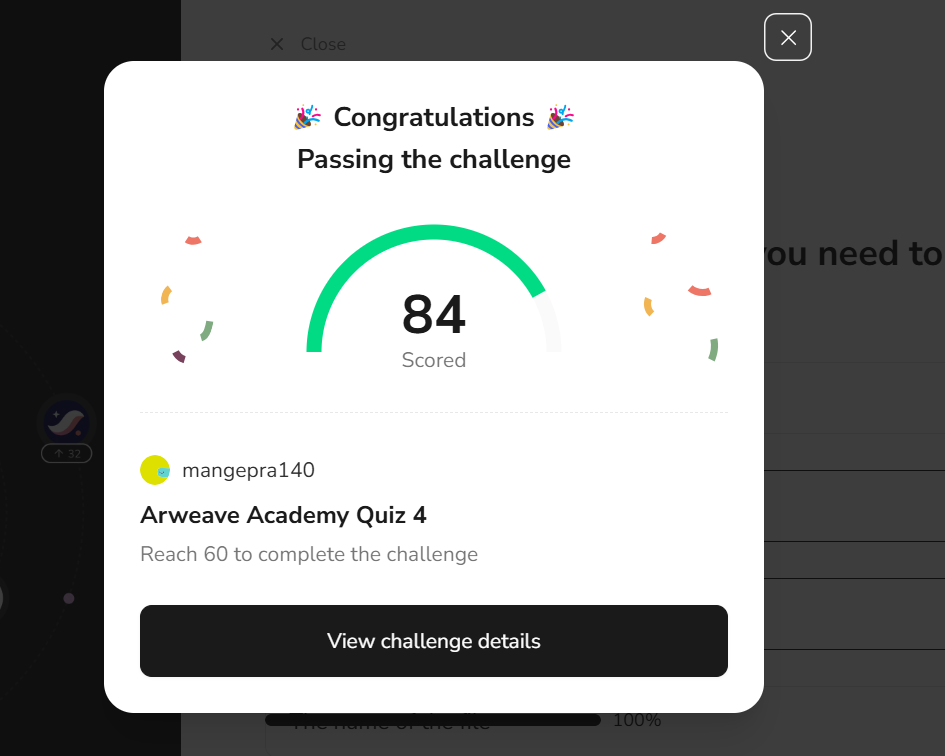 Close
Congratulations
Passing the challenge
you need to
84
Scored
32
mangepra140
Arweave Academy Quiz 4
Reach 60 to complete the challenge
View challenge details
The name of the file
100%